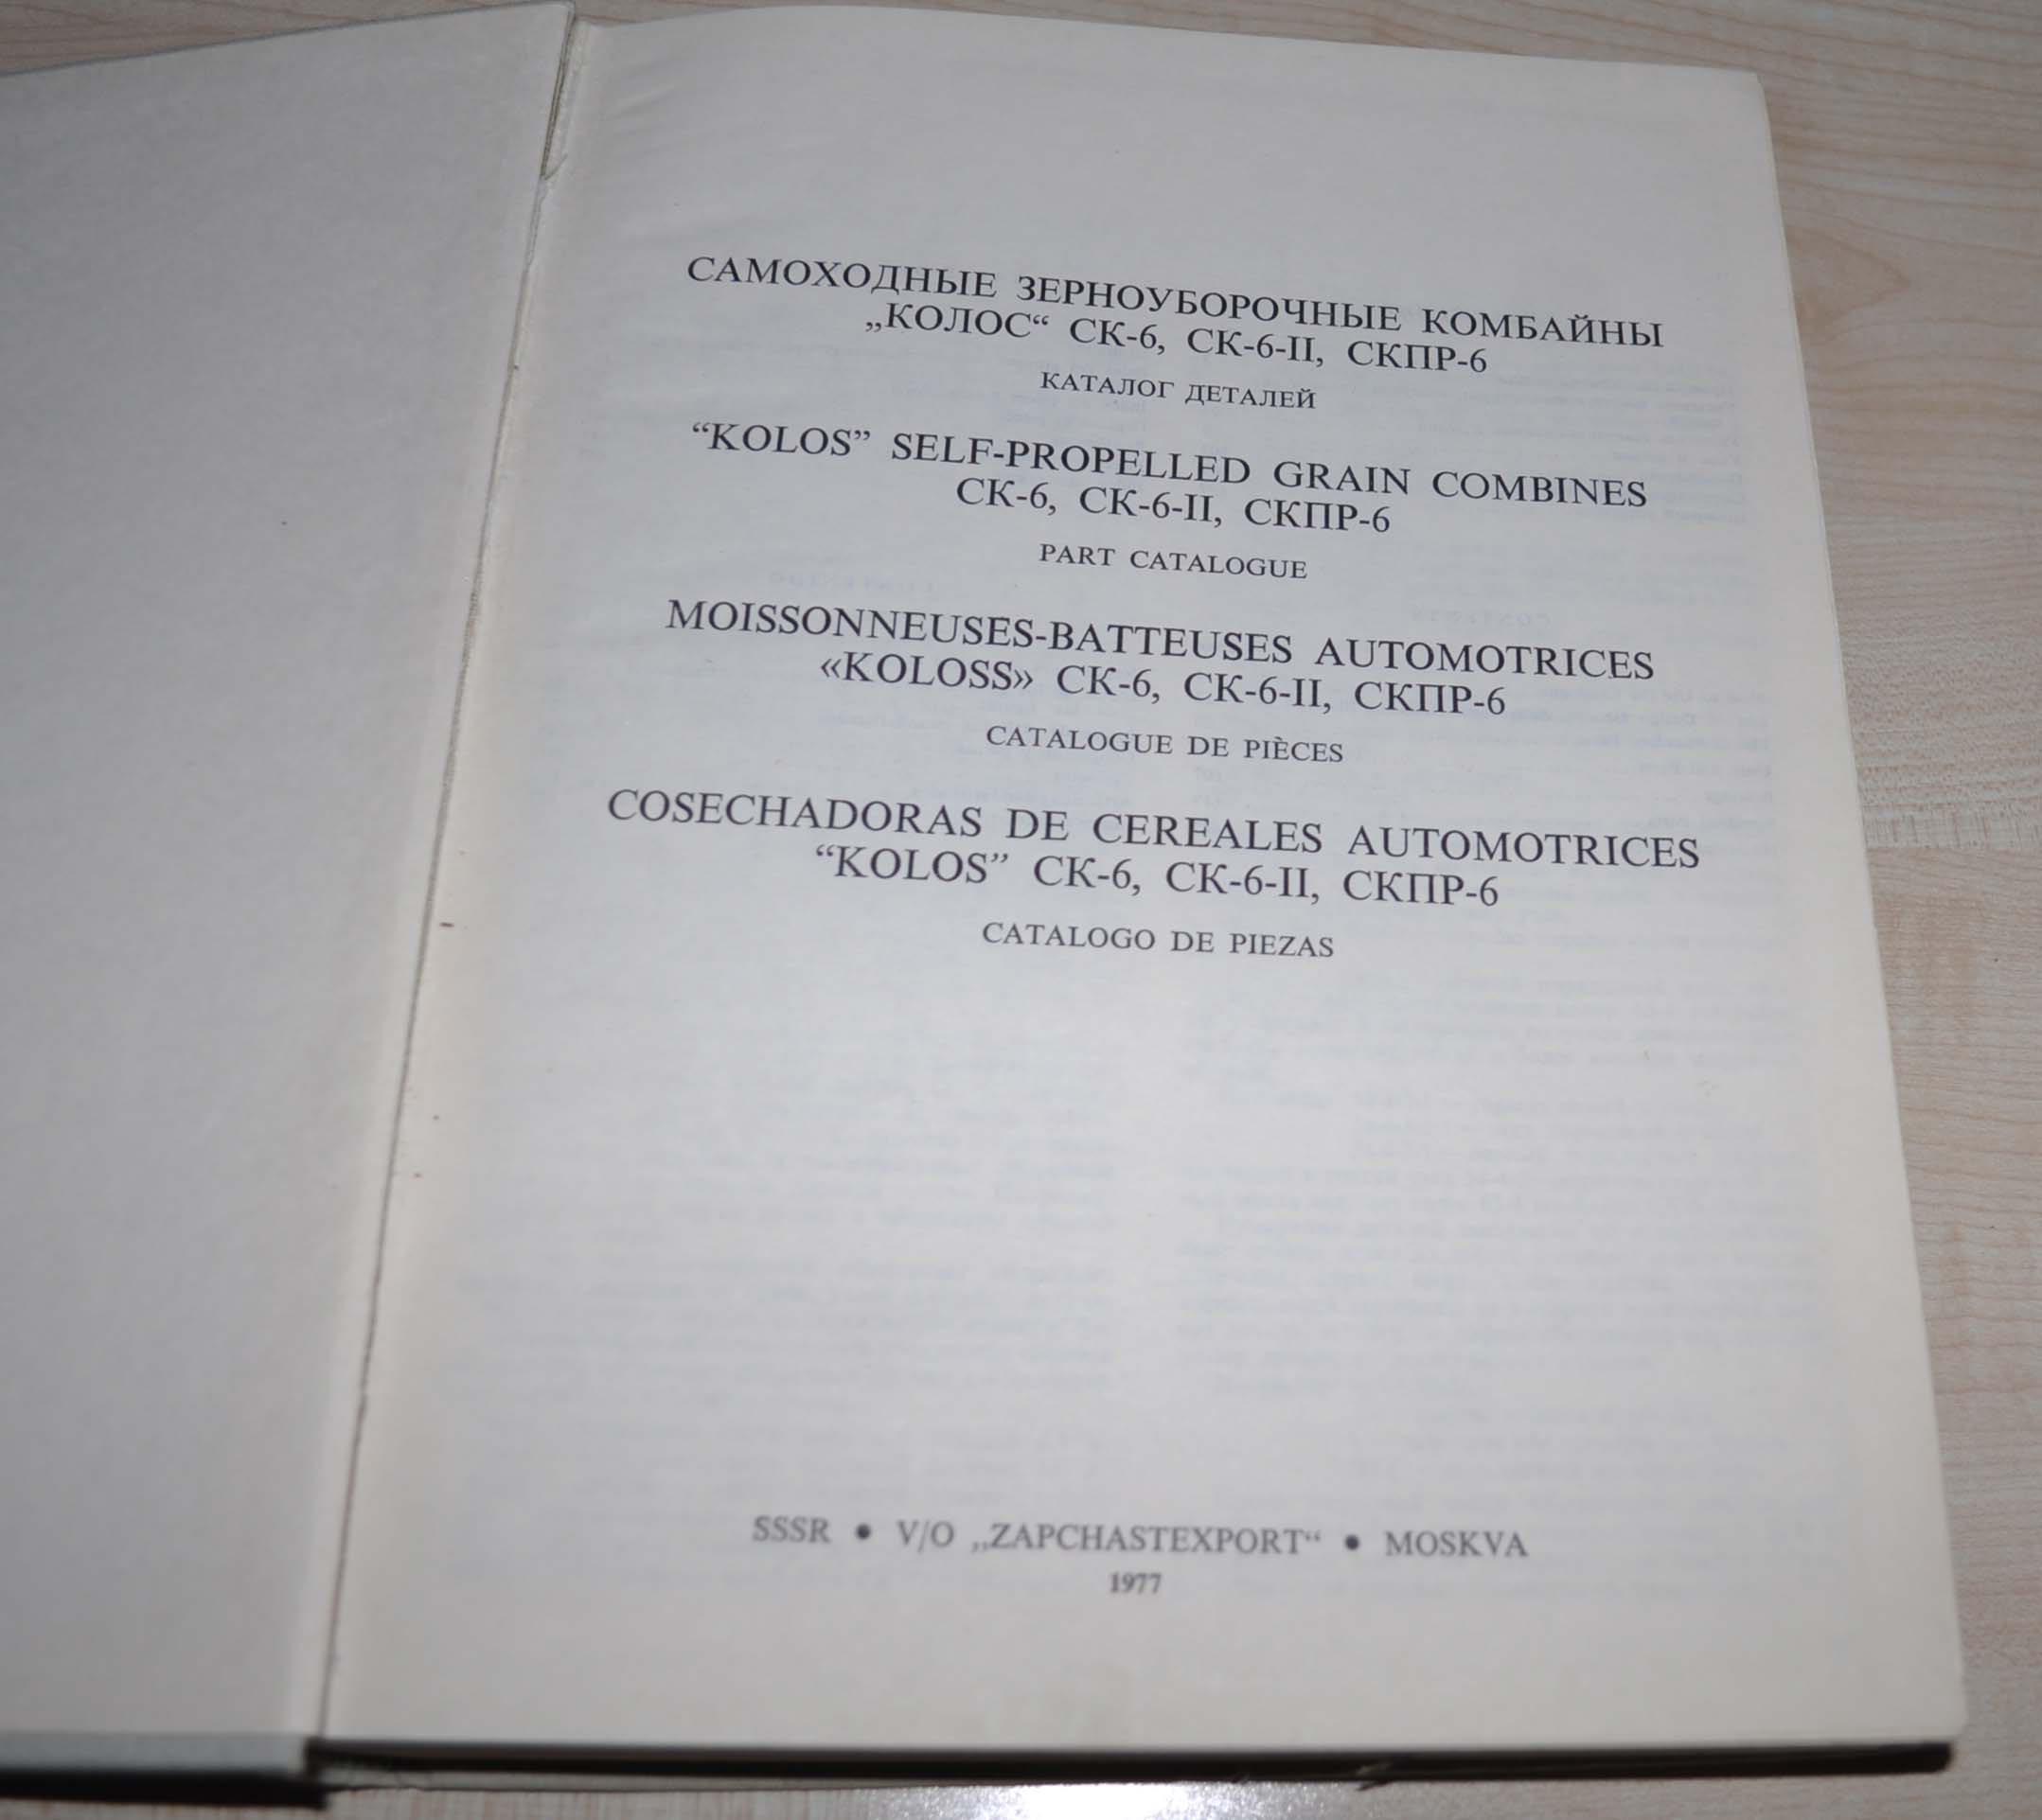 САМОХОДНЫЕ ЗЕРНОУБОРОЧНЫЕ КОМБАЙНЫ
„КОЛОС“ СК-6, СК-6-II, СКПР-6
КАТАЛОГ ДЕТАЛЕЙ
“KOLOS” SELF-PROPELLED GRAIN COMBINES
СК-6, СК-6-II, СКПР-6
PART CATALOGUE
MOISSONNEUSES-BATTEUSES AUTOMOTRICES
«KOLOSS» СК-6, СК-6-II, СКПР-6
CATALOGUE DE PIÈCES
COSECHADORAS DE CEREALES AUTOMOTRICES
“KOLOS” СК-6, СК-6-II, СКПР-6
CATALOGO DE PIEZAS
SSSR • V/O „ZAPCHASTEXPORT“ • MOSKVA
1977